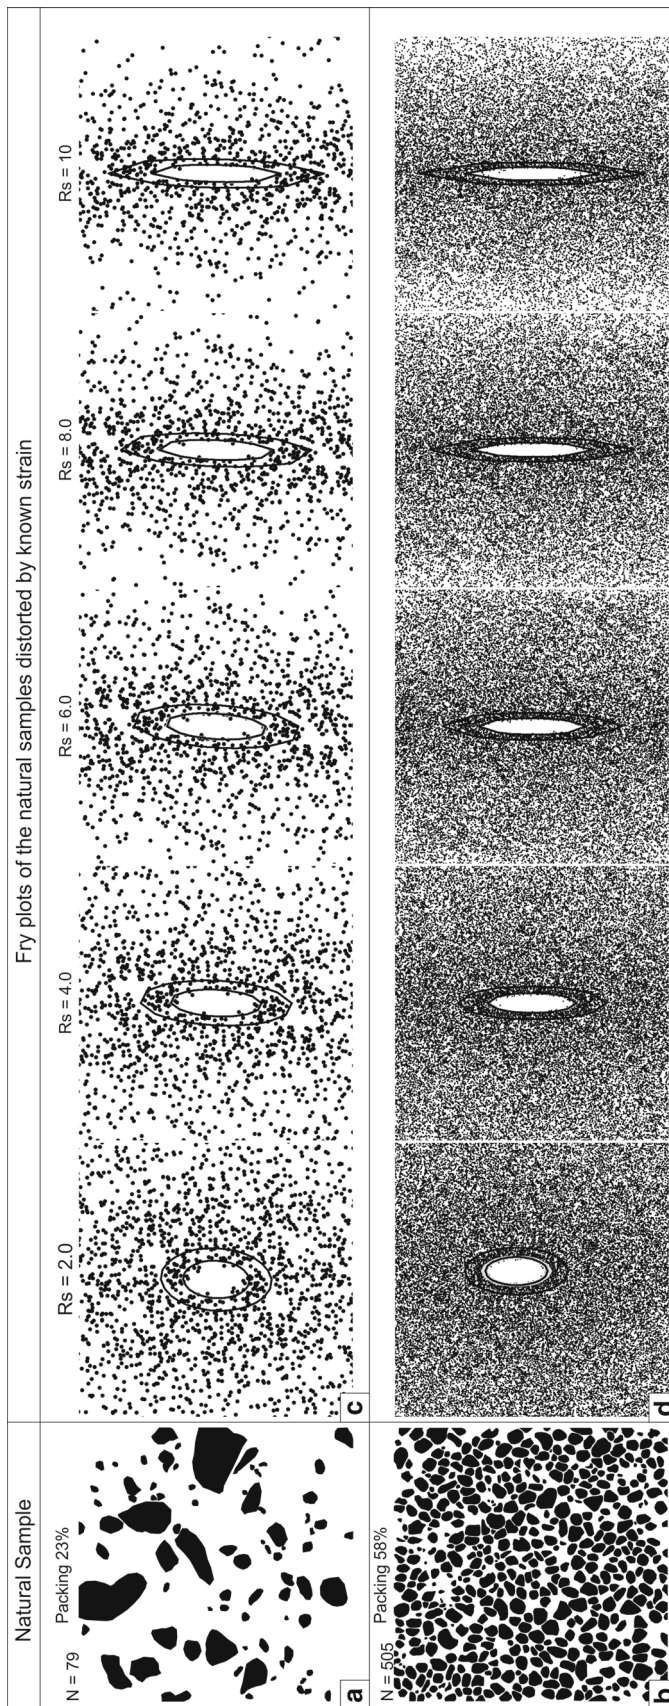 Natural Sample
Fry plots of the natural samples distorted by known strain
N = 79
Packing 23%
Rs = 2.0
Rs = 4.0
Rs = 6.0
Rs = 8.0
Rs = 10
a
c
N = 505
Packing 58%
b
d